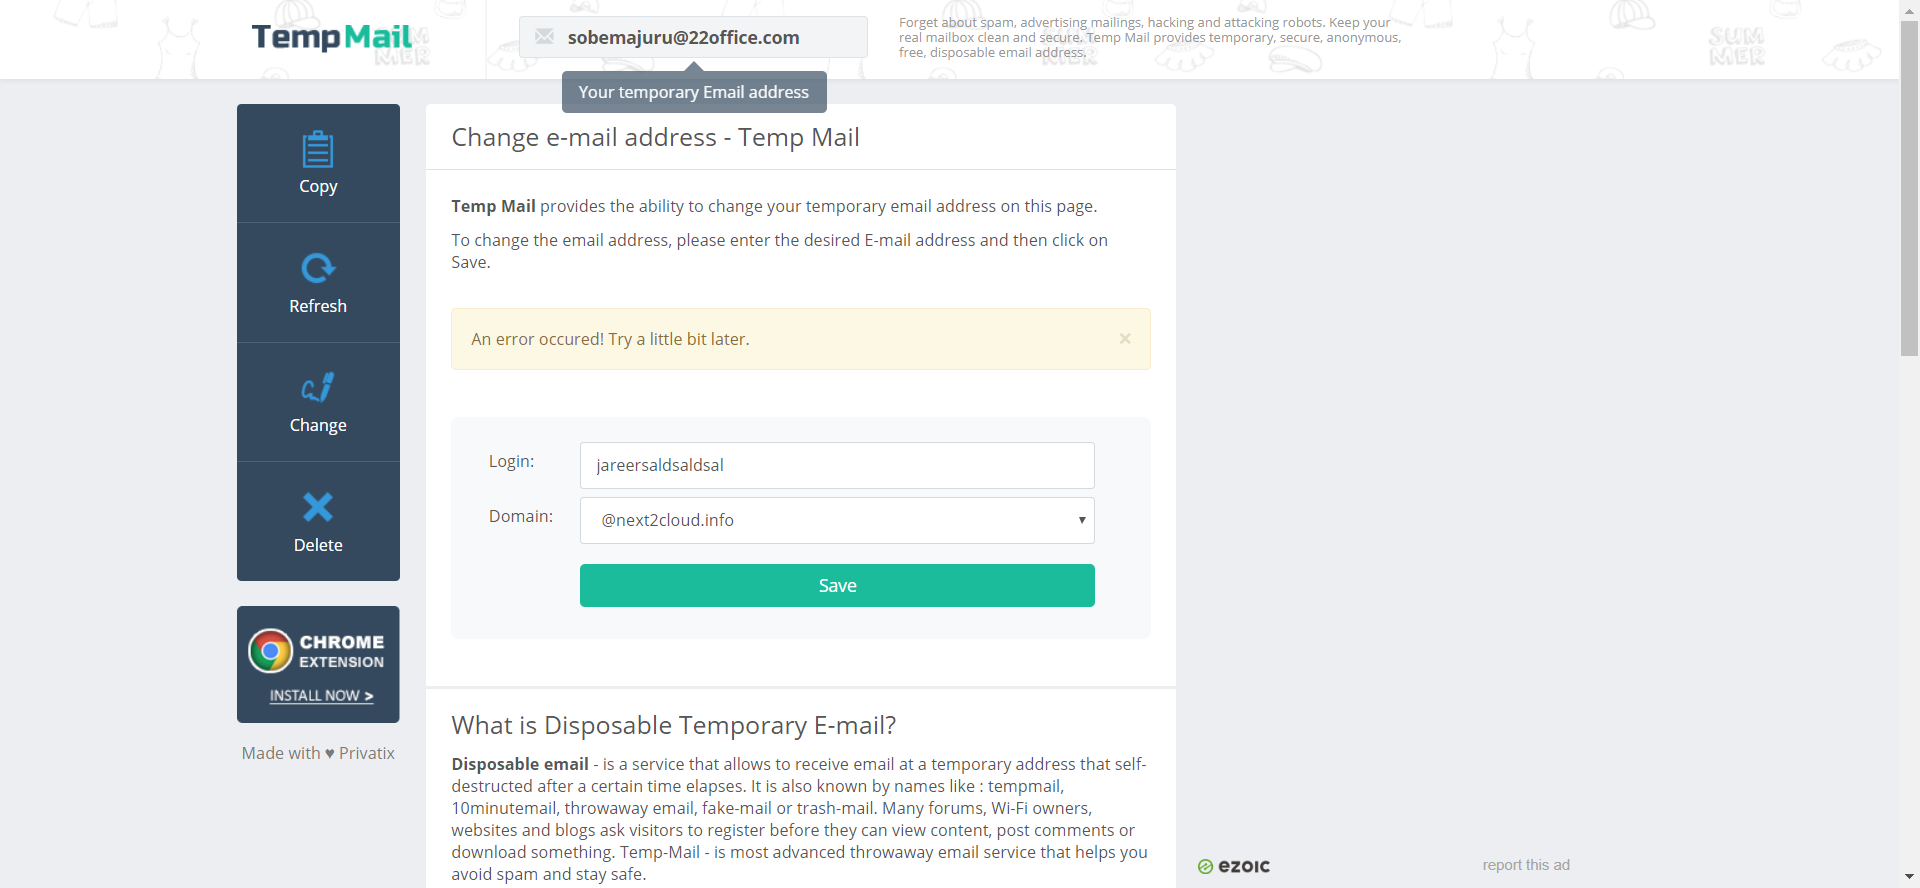 TempMail
sobemajuru@22office.com
Forget about spam, advertising mailings, hacking and attacking robots. Keep your
real mailbox clean and secure. Temp Mail provides temporary, secure, anonymous,
free, disposable email address.
SUMMER
SUMMER
SUMMER
Your temporary Email address
Copy
Refresh
Change
Delete
CHROME
EXTENSION
INSTALL NOW >
Made with ♥ Privatix
Change e-mail address - Temp Mail
Temp Mail provides the ability to change your temporary email address on this page.
To change the email address, please enter the desired E-mail address and then click on
Save.
An error occured! Try a little bit later.
×
Login:
jareersaldsaldsal
Domain:
@next2cloud.info
Save
What is Disposable Temporary E-mail?
Disposable email - is a service that allows to receive email at a temporary address that self-
destructed after a certain time elapses. It is also known by names like : tempmail,
10minutemail, throwaway email, fake-mail or trash-mail. Many forums, Wi-Fi owners,
websites and blogs ask visitors to register before they can view content, post comments or
download something. Temp-Mail - is most advanced throwaway email service that helps you
avoid spam and stay safe.
ezoic
report this ad